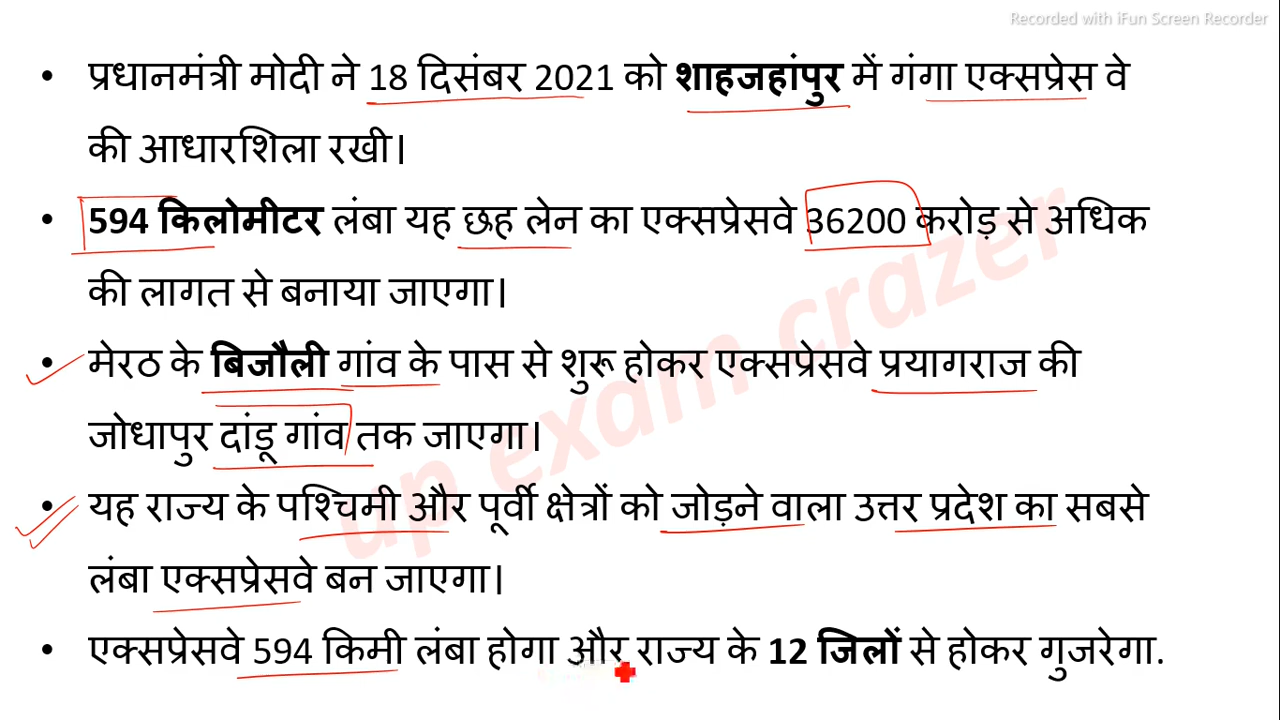 Recorded with iFun Screen Recorder
• प्रधानमंत्री मोदी ने 18 दिसंबर 2021 को शाहजहांपुर में गंगा एक्सप्रेस वे
की आधारशिला रखी।
• 594 किलोमीटर लंबा यह छह लेन का एक्सप्रेसवे 36200 करोड़ से अधिक
की लागत से बनाया जाएगा।
• मेरठ के बिजौली गांव के पास से शुरू होकर एक्सप्रेसवे प्रयागराज की
जोधापुर दांडू गांव तक जाएगा।
• यह राज्य के पश्चिमी और पूर्वी क्षेत्रों को जोड़ने वाला उत्तर प्रदेश का सबसे
लंबा एक्सप्रेसवे बन जाएगा।
• एक्सप्रेसवे 594 किमी लंबा होगा और राज्य के 12 जिलों से होकर गुजरेगा.
up exam crazer